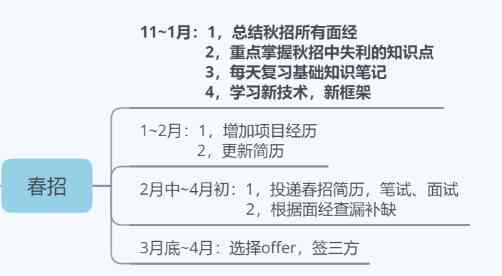 11~1月：1，总结秋招所有面经
2，重点掌握秋招中失利的知识点
3，每天复习基础知识笔记
4，学习新技术，新框架
1~2月：1，增加项目经历
2，更新简历
春招
2月中~4月初：1，投递春招简历，笔试、面试
2，根据面经查漏补缺
3月底~4月：选择offer，签三方